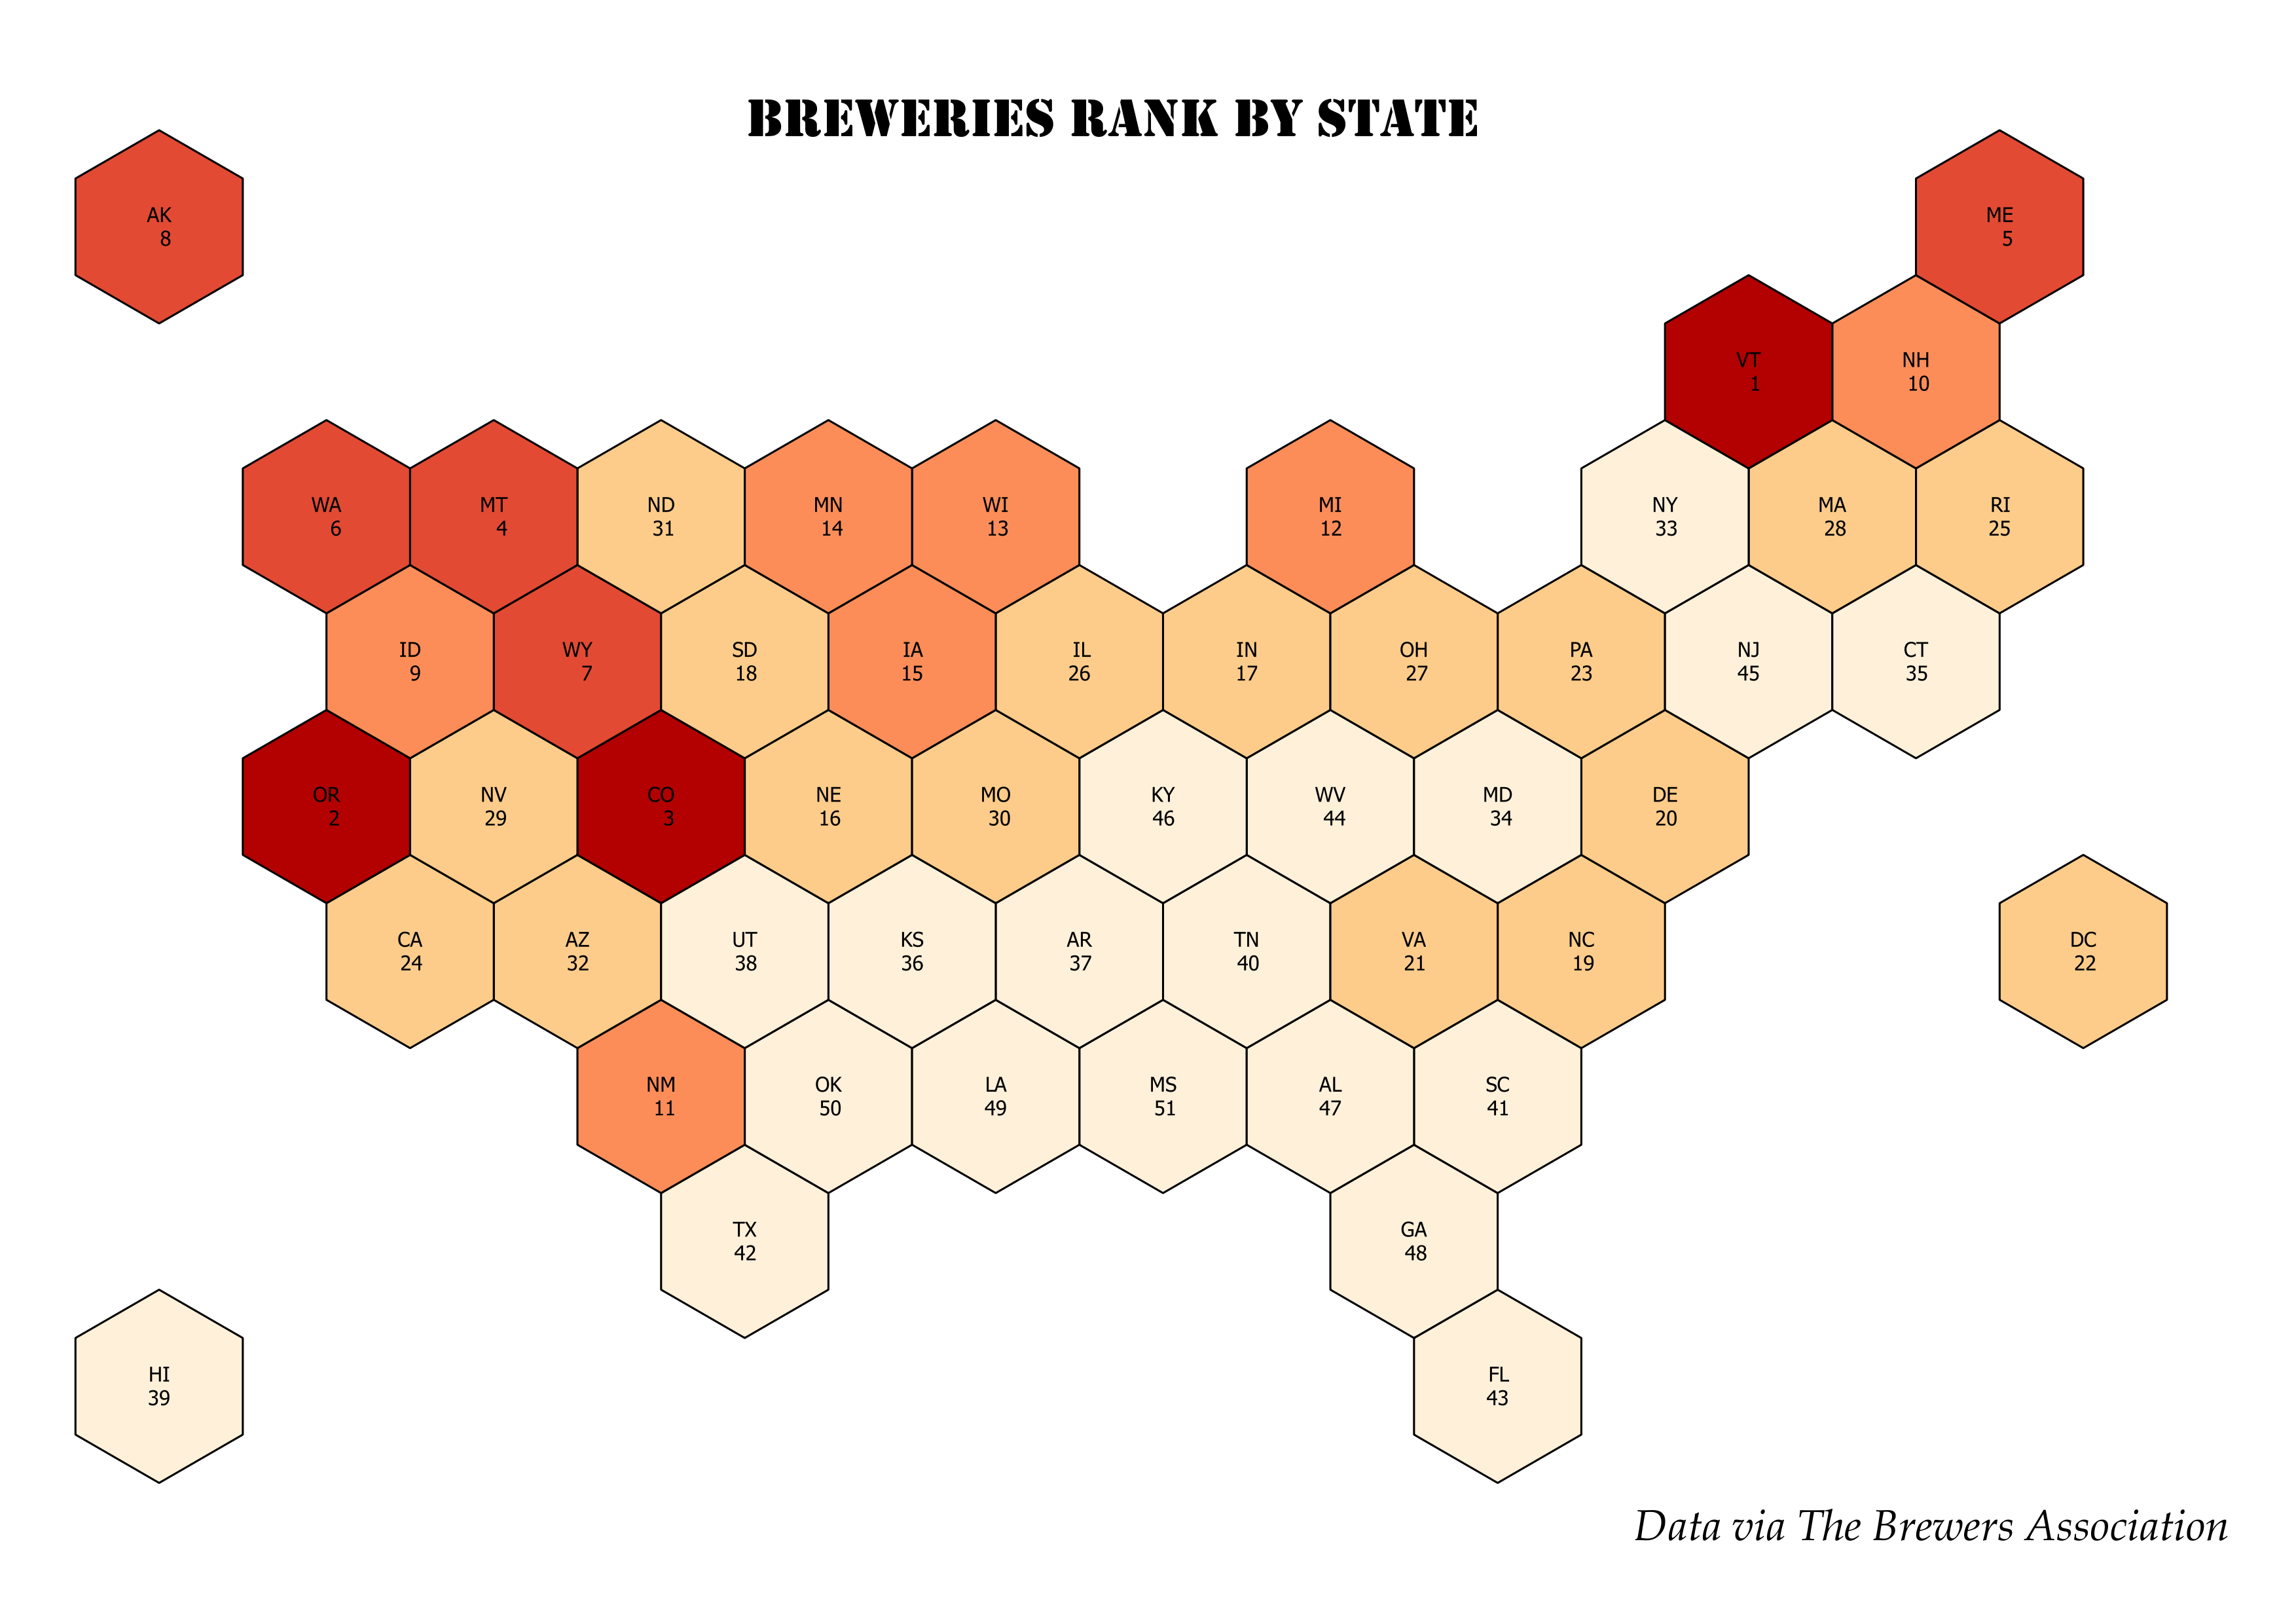 BREWERIES RANK BY STATE
AK
8
ME
5
VT
1
NH
10
WA
6
MT
4
ND
31
MN
14
WI
13
MI
12
NY
33
MA
28
RI
25
ID
9
WY
7
SD
18
IA
15
IL
26
IN
17
OH
27
PA
23
NJ
45
CT
35
OR
2
NV
29
CO
3
NE
16
MO
30
KY
46
WV
44
MD
34
DE
20
CA
24
AZ
32
UT
38
KS
36
AR
37
TN
40
VA
21
NC
19
DC
22
NM
11
OK
50
LA
49
MS
51
AL
47
SC
41
TX
42
GA
48
HI
39
FL
43
Data via The Brewers Association